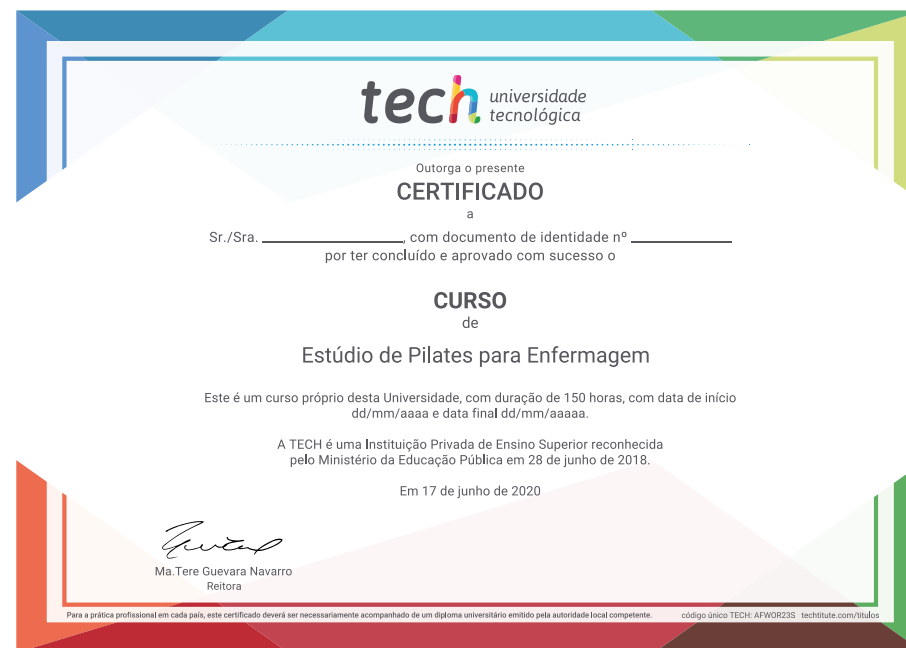 tech universidade
tecnológica
Outorga o presente
CERTIFICADO
a
Sr./Sra. ____________, com documento de identidade nº ____________
por ter concluído e aprovado com sucesso o
CURSO
de
Estúdio de Pilates para Enfermagem
Este é um curso próprio desta Universidade, com duração de 150 horas, com data de início
dd/mm/aaaa e data final dd/mm/aaaaa.
A TECH é uma Instituição Privada de Ensino Superior reconhecida
pelo Ministério da Educação Pública em 28 de junho de 2018.
Em 17 de junho de 2020
Ma.Tere Guevara Navarro
Reitora
Para a prática profissional em cada país, este certificado deverá ser necessariamente acompanhado de um diploma universitário emitido pela autoridade local competente. código único TECH: AFWOR23S techtitute.com/títulos